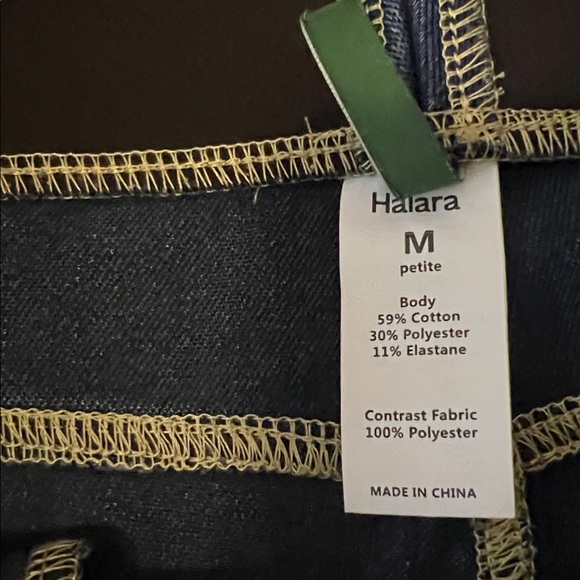 Halara
M
petite
Body
59% Cotton
30% Polyester
11% Elastane
Contrast Fabric
100% Polyester
MADE IN CHINA